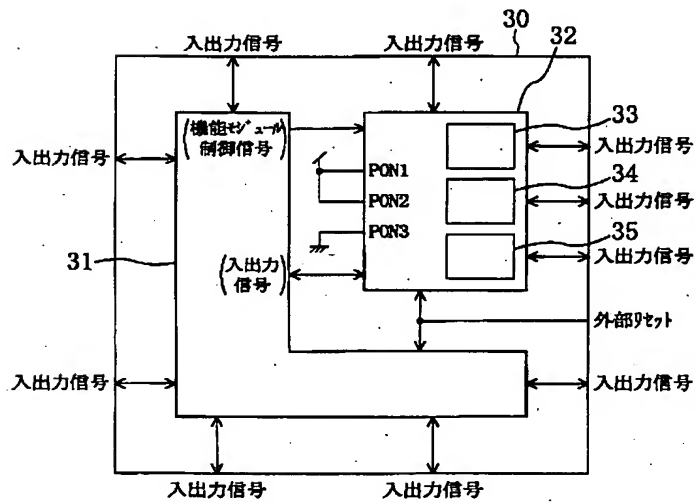 入出力信号
入出力信号
30
32
(機能モジュール
制御信号)
33
入出力信号
入出力信号
34
PON1
入出力信号
PON2
35
PON3
31
(入出力
信号)
入出力信号
外部リセット
入出力信号
入出力信号
入出力信号
入出力信号